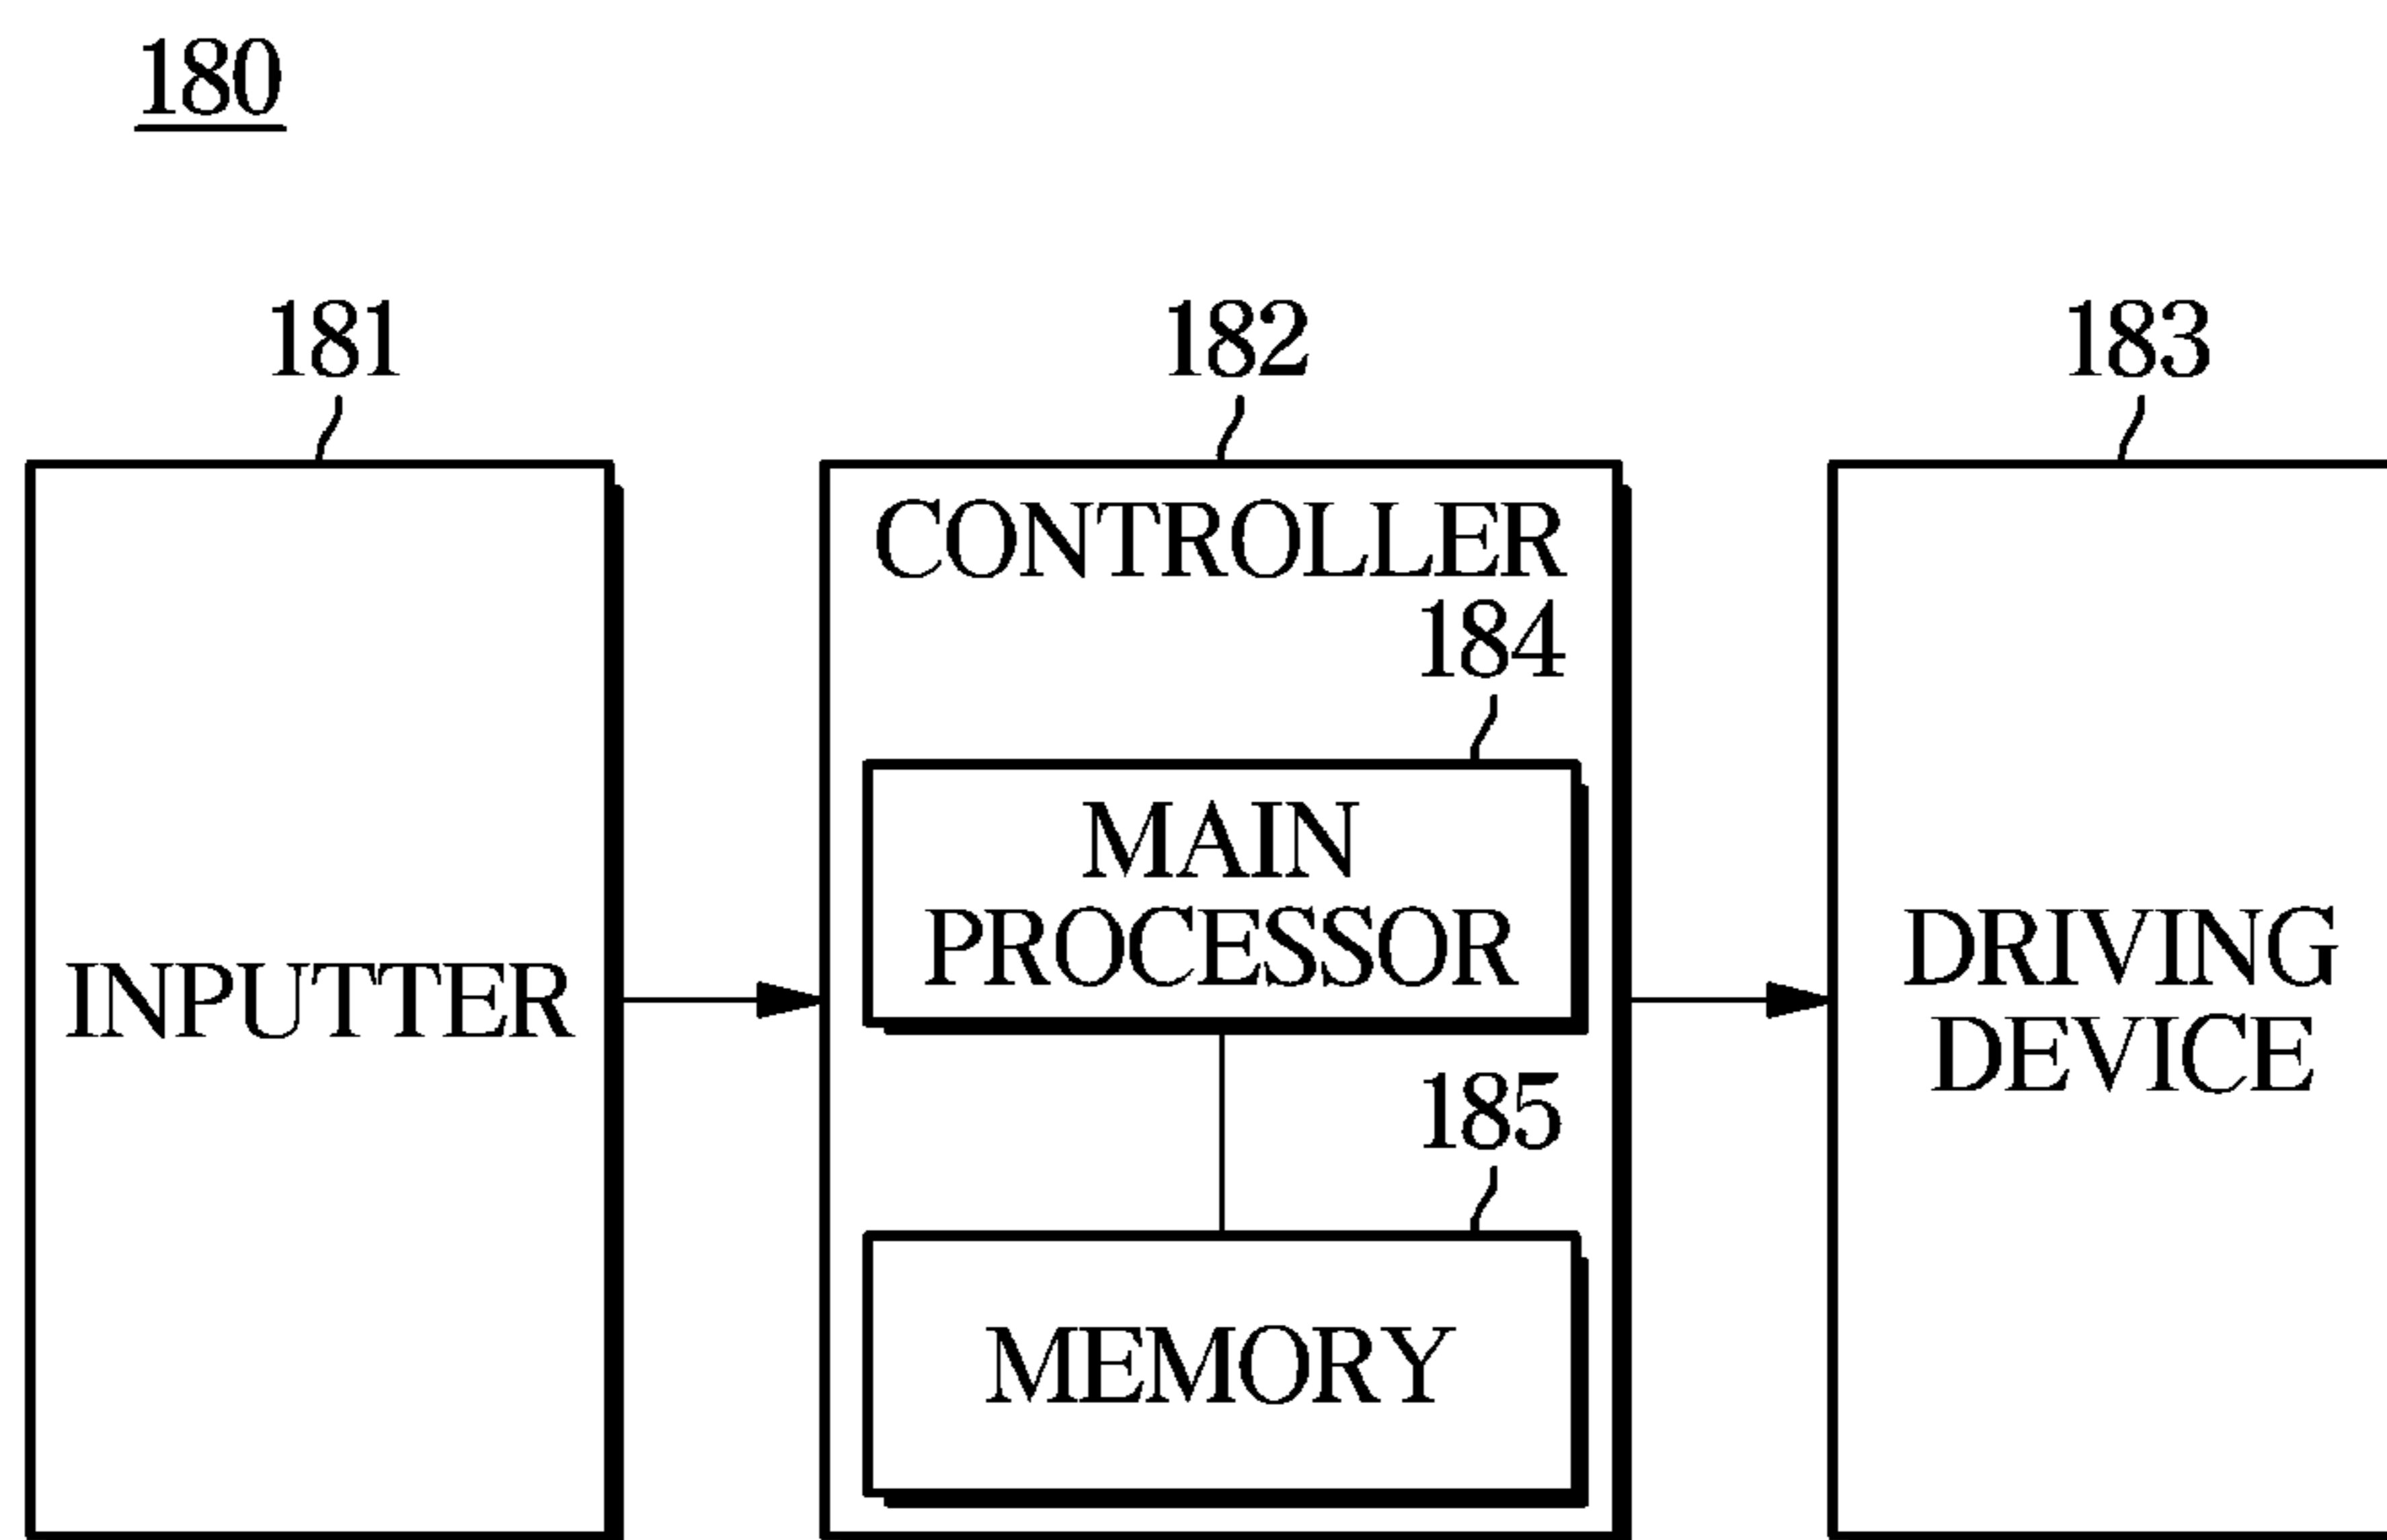 180
181
182
183
CONTROLLER
184
MAIN
PROCESSOR
INPUTTER
DRIVING
DEVICE
185
MEMORY